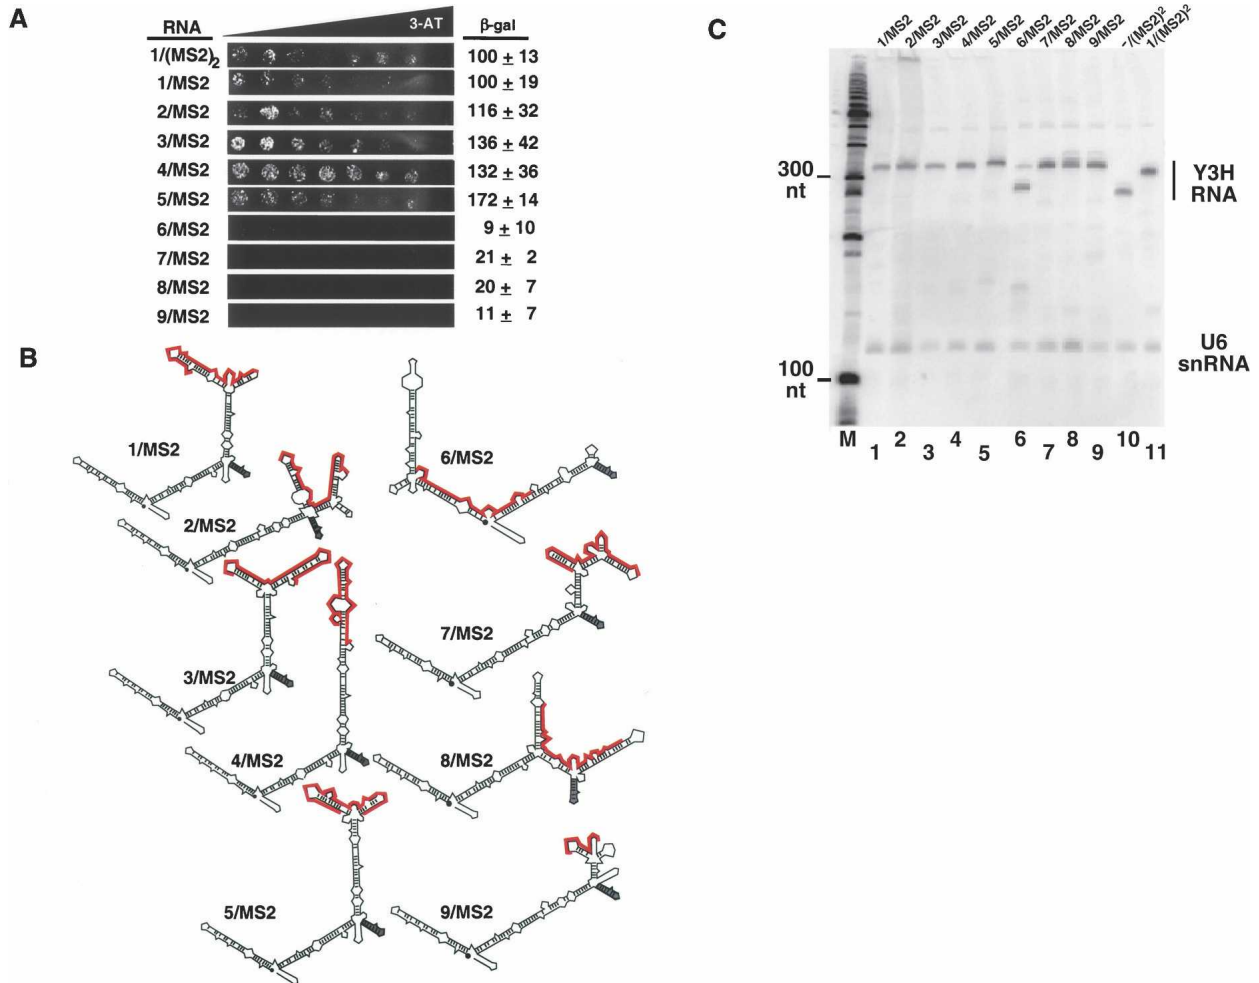 A
RNA 3-AT β-gal
1/(MS2)2 100 ± 13
1/MS2 100 ± 19
2/MS2 116 ± 32
3/MS2 136 ± 42
4/MS2 132 ± 36
5/MS2 172 ± 14
6/MS2 9 ± 10
7/MS2 21 ± 2
8/MS2 20 ± 7
9/MS2 11 ± 7
B
1/MS2
2/MS2
3/MS2
4/MS2
5/MS2
6/MS2
7/MS2
8/MS2
9/MS2
C
1/MS2 2/MS2 3/MS2 4/MS2 5/MS2 6/MS2 7/MS2 8/MS2 9/MS2 -/(MS2)2 1/(MS2)2
300
nt
Y3H
RNA
U6
snRNA
100
nt
M 1 2 3 4 5 6 7 8 9 10 11